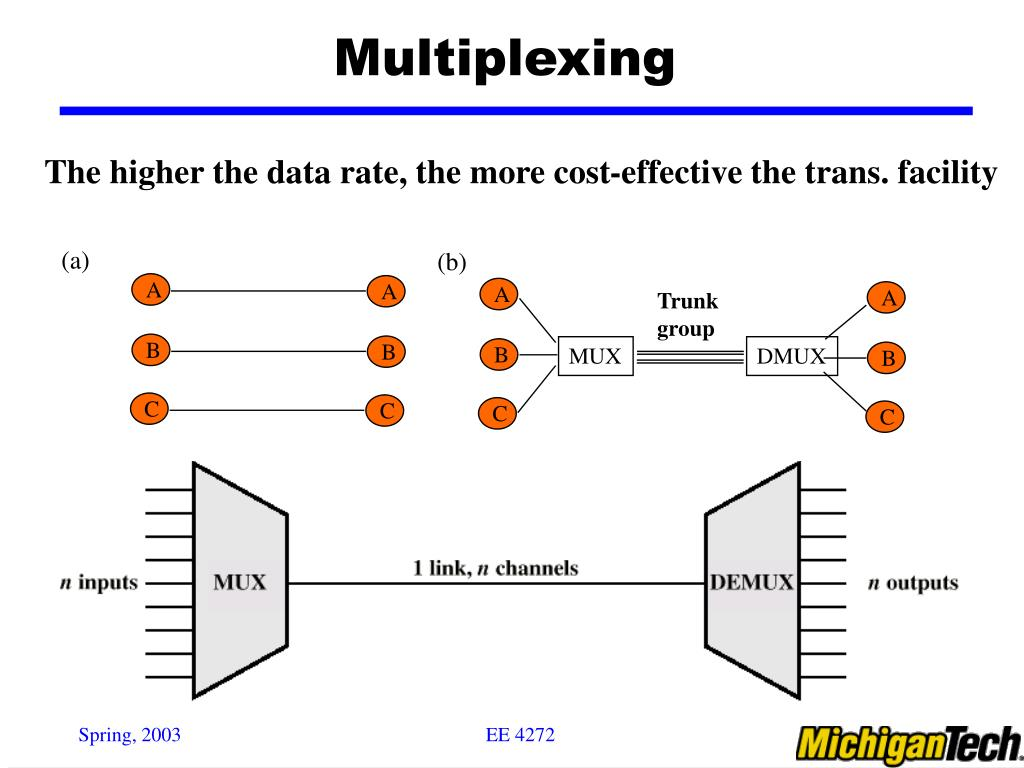 Multiplexing
The higher the data rate, the more cost-effective the trans. facility
(a)
A A
B B
C C
(b)
A
B
C
MUX
Trunk
group
DMUX
A
B
C
n inputs
MUX
1 link, n channels
DEMUX
n outputs
Spring, 2003
EE 4272
MichiganTech.